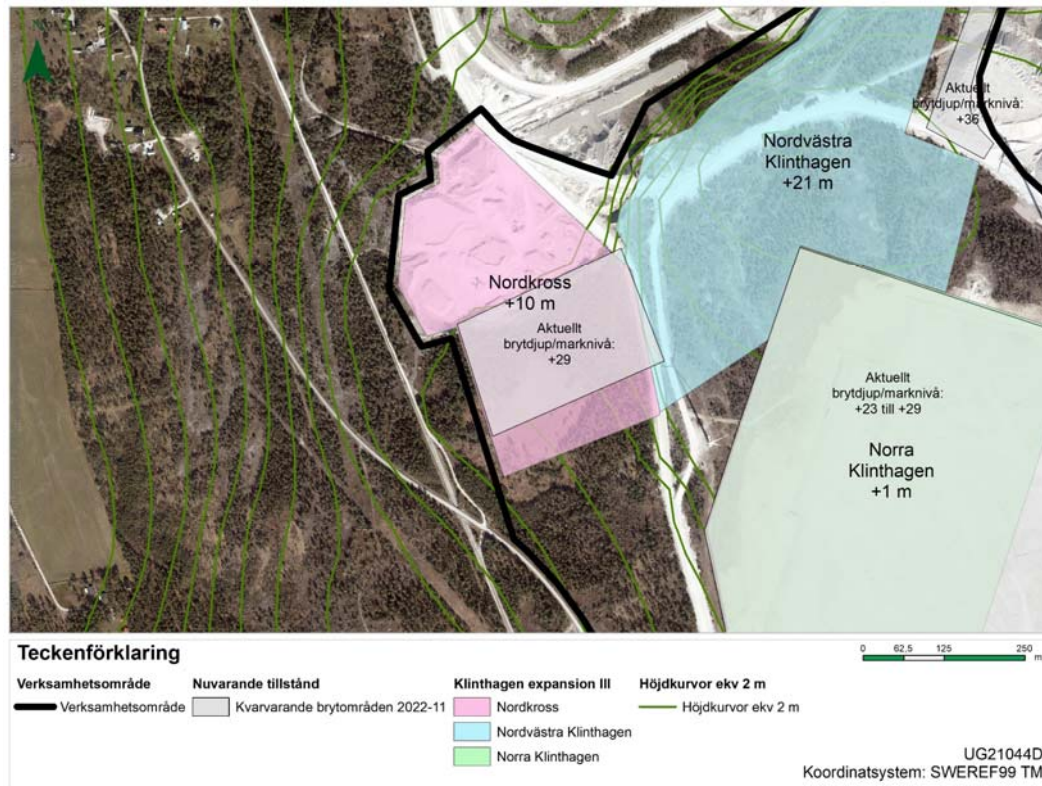 Aktuellt
brytdjup/marknivå:
+36
Nordvästra
Klinthagen
+21 m
Nordkross
+10 m
Aktuellt
brytdjup/marknivå:
+29
Aktuellt
brytdjup/marknivå:
+23 till +29
Norra
Klinthagen
+1 m
Teckenförklaring
0 62,5 125 250
m
Verksamhetsområde Nuvarande tillstånd Klinthagen expansion III Höjdkurvor ekv 2 m
Verksamhetsområde Kvarvarande brytområden 2022-11 Nordkross Höjdkurvor ekv 2 m
Nordvästra Klinthagen
Norra Klinthagen
UG21044D
Koordinatsystem: SWEREF99 TM